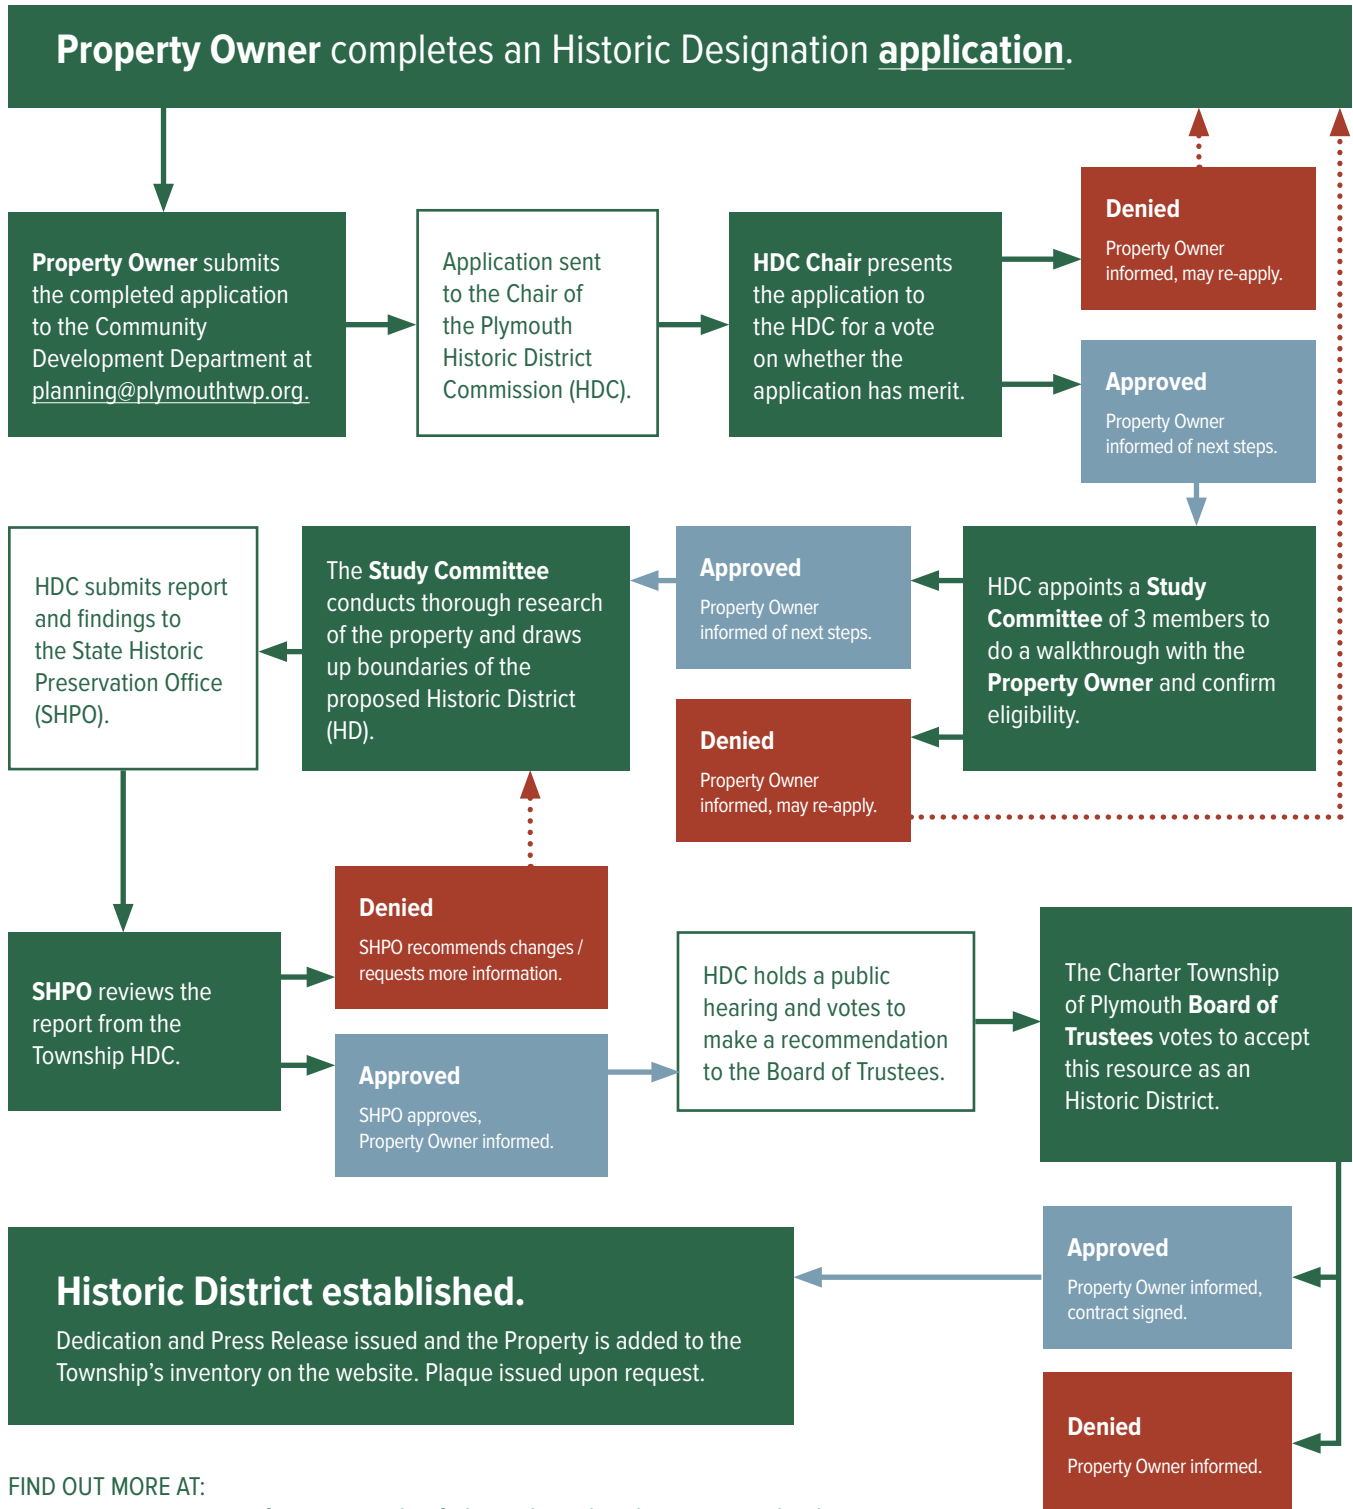 Property Owner completes an Historic Designation application.
Property Owner submits
the completed application
to the Community
Development Department at
planning@plymouthtwp.org.
Application sent
to the Chair of
the Plymouth
Historic District
Commission (HDC).
HDC Chair presents
the application to
the HDC for a vote
on whether the
application has merit.
Denied
Property Owner
informed, may re-apply.
Approved
Property Owner
informed of next steps.
HDC appoints a Study
Committee of 3 members to
do a walkthrough with the
Property Owner and confirm
eligibility.
Approved
Property Owner
informed of next steps.
Denied
Property Owner
informed, may re-apply.
The Study Committee
conducts thorough research
of the property and draws
up boundaries of the
proposed Historic District
(HD).
HDC submits report
and findings to
the State Historic
Preservation Office
(SHPO).
SHPO reviews the
report from the
Township HDC.
Denied
SHPO recommends changes /
requests more information.
Approved
SHPO approves,
Property Owner informed.
HDC holds a public
hearing and votes to
make a recommendation
to the Board of Trustees.
The Charter Township
of Plymouth Board of
Trustees votes to accept
this resource as an
Historic District.
Approved
Property Owner informed,
contract signed.
Denied
Property Owner informed.
Historic District established.
Dedication and Press Release issued and the Property is added to the
Township's inventory on the website. Plaque issued upon request.
FIND OUT MORE AT: